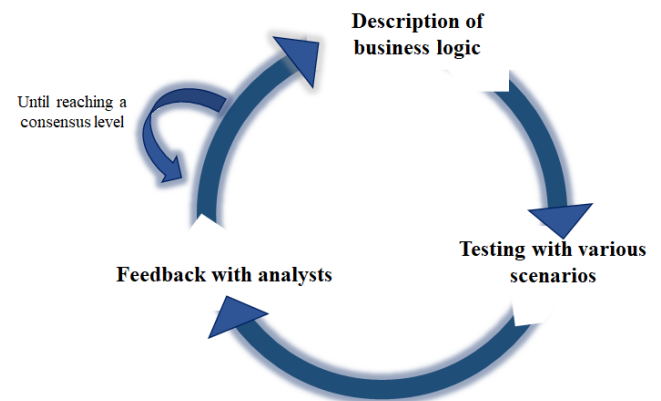 Description of
business logic
Until reaching a
consensus level
Testing with various
scenarios
Feedback with analysts